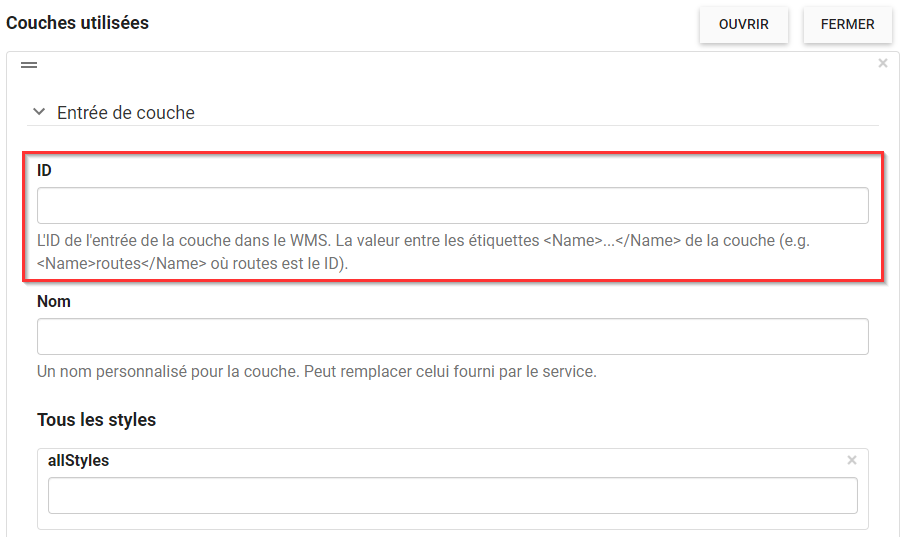 Couches utilisées
OUVRIR
FERMER
Entrée de couche
ID
L'ID de l'entrée de la couche dans le WMS. La valeur entre les étiquettes <Name>...</Name> de la couche (e.g.
<Name>routes</Name> où routes est le ID).
Nom
Un nom personnalisé pour la couche. Peut remplacer celui fourni par le service.
Tous les styles
allStyles